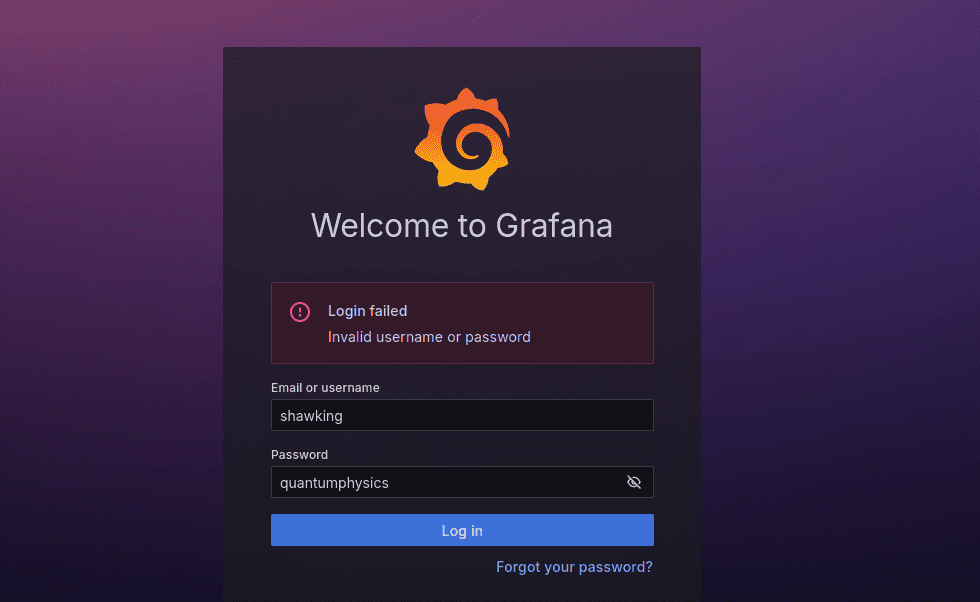 Welcome to Grafana
Login failed
Invalid username or password
Email or username
shawking
Password
quantumphysics
Log in
Forgot your password?